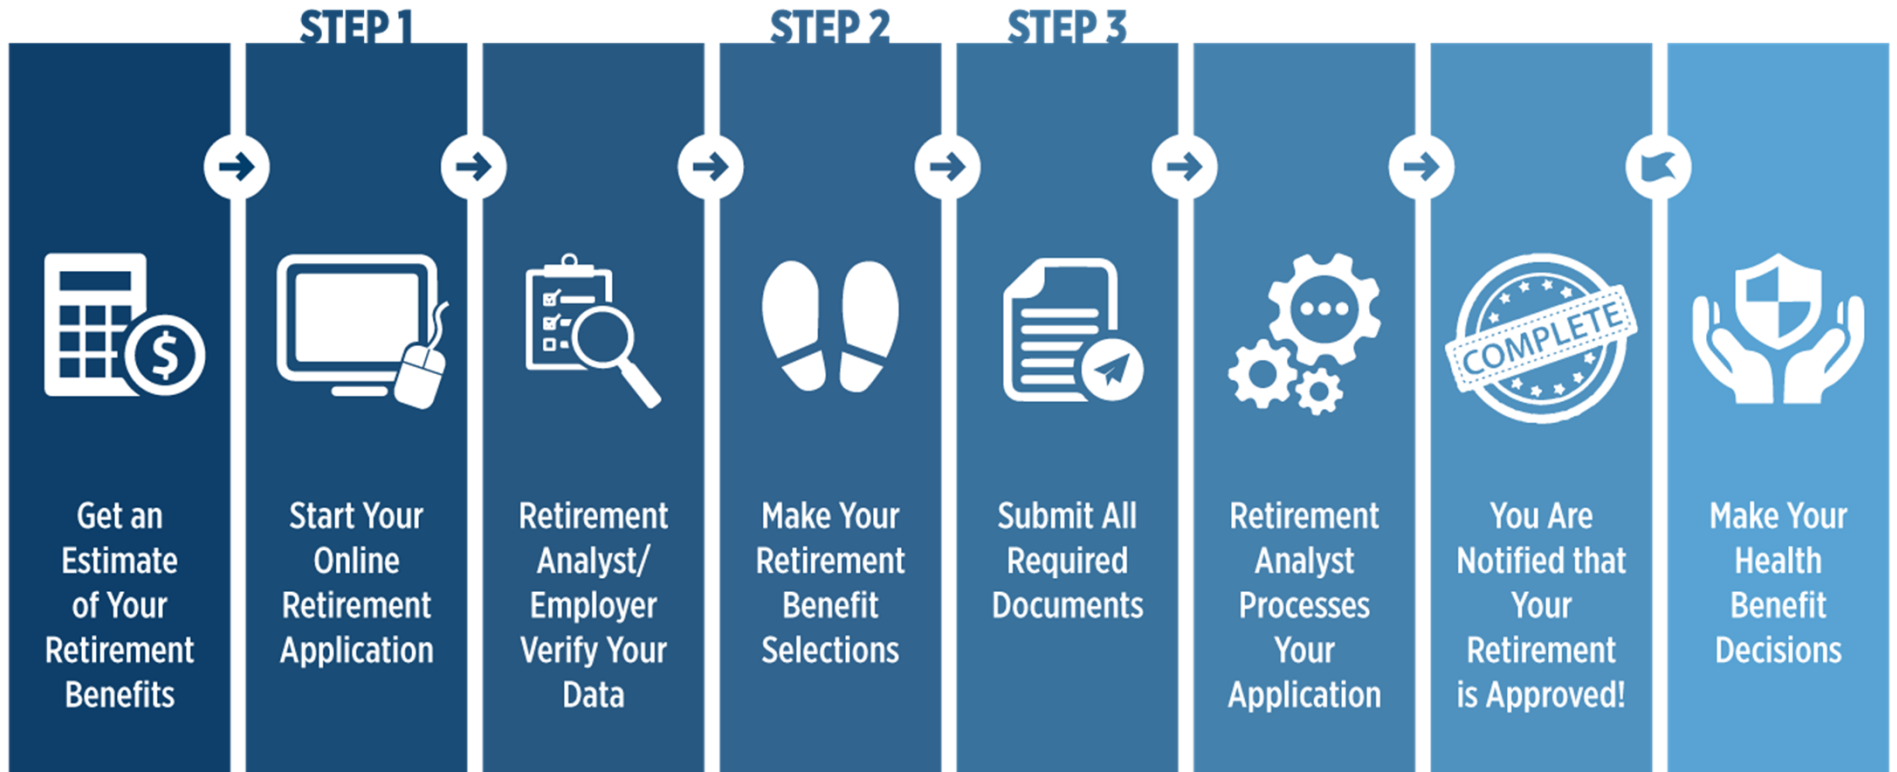 STEP 1
STEP 2
STEP 3
Get an
Estimate
of Your
Retirement
Benefits
Start Your
Online
Retirement
Application
Retirement
Analyst/
Employer
Verify Your
Data
Make Your
Retirement
Benefit
Selections
Submit All
Required
Documents
Retirement
Analyst
Processes
Your
Application
COMPLETE
You Are
Notified that
Your
Retirement
is Approved!
Make Your
Health
Benefit
Decisions